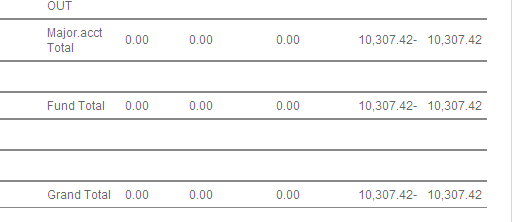 OUT
Major.acct 0.00 0.00 0.00 10,307.42- 10,307.42
Total
Fund Total 0.00 0.00 0.00 10,307.42- 10,307.42
Grand Total 0.00 0.00 0.00 10,307.42- 10,307.42